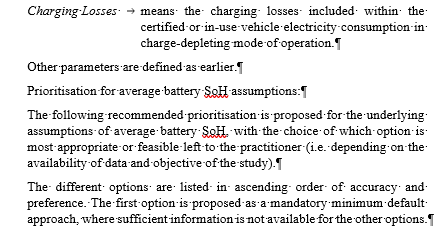 Charging Losses → means the charging losses included within the
certified or in-use vehicle electricity consumption in
charge-depleting mode of operation.¶
Other parameters are defined as earlier.¶
Prioritisation for average battery SoH assumptions:¶
The following recommended prioritisation is proposed for the underlying
assumptions of average battery SoH, with the choice of which option is
most appropriate or feasible left to the practitioner (i.e. depending on the
availability of data and objective of the study).¶
The different options are listed in ascending order of accuracy and
preference. The first option is proposed as a mandatory minimum default
approach, where sufficient information is not available for the other options.¶